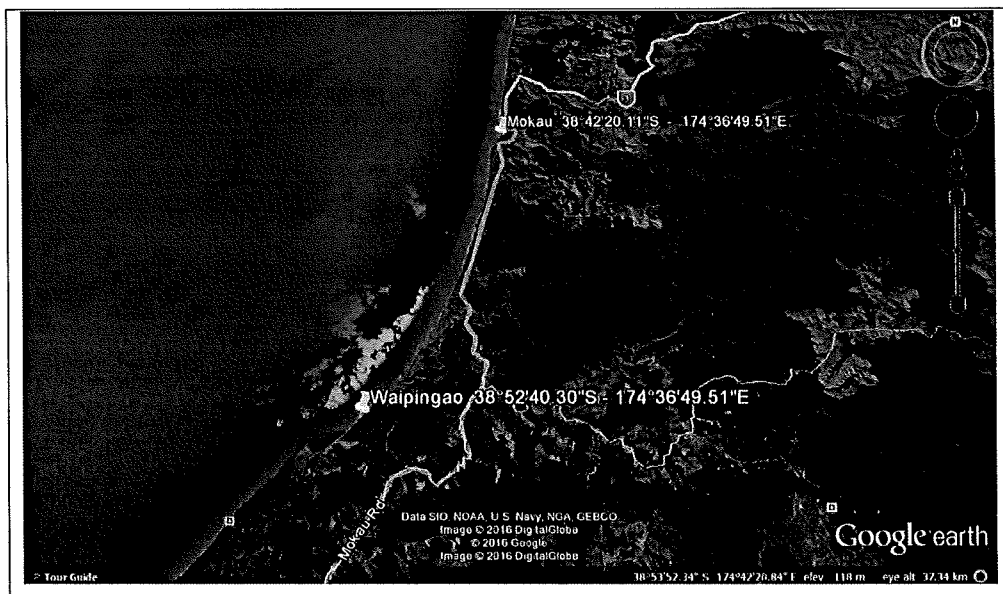 N
3
Mokau 38°42'20.11"S - 174°36'49.51"E
Waipingao 38°52'40.30"S - 174°36'49.51"E
Mokau Rd
Data SIO, NOAA, U.S. Navy, NGA, GEBCO
Image © 2016 DigitalGlobe
© 2016 Google
Image © 2016 DigitalGlobe
Google earth
Tour Guide
38°53'52.34" S 174°42'20.84" E elev 118 m eye alt 32.34 km